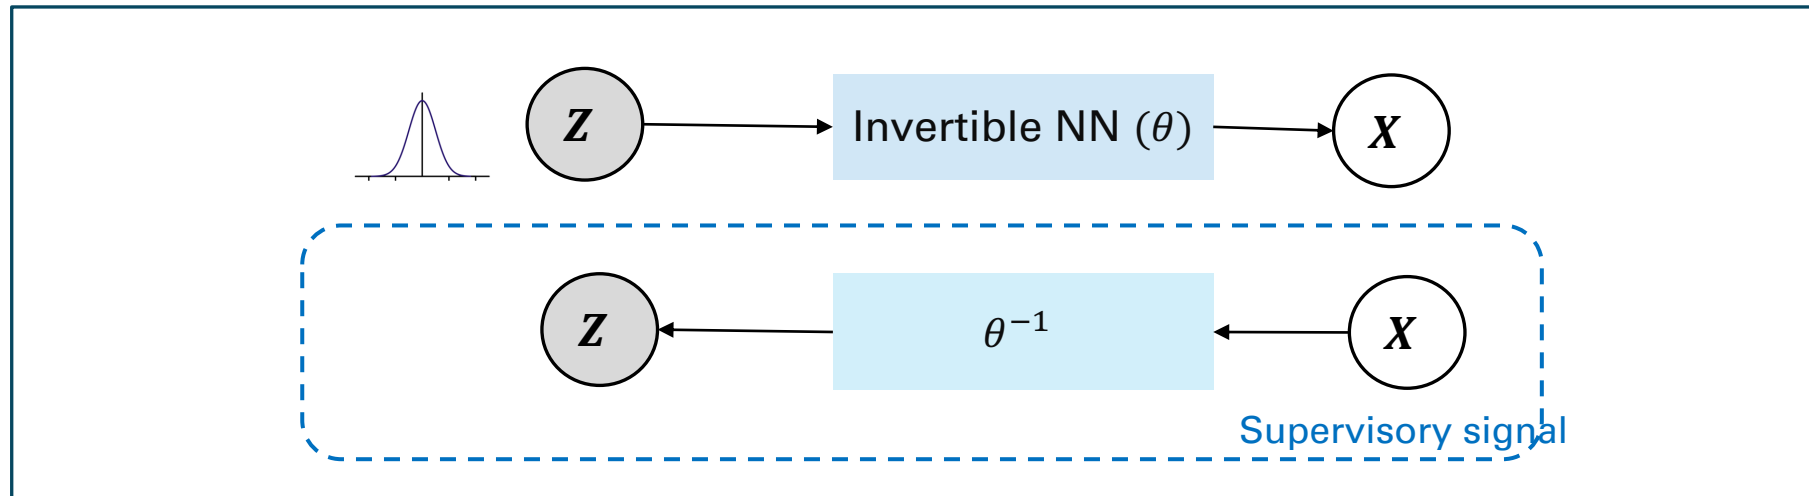 Z Invertible NN (θ) X
Z θ⁻¹ X
Supervisory signal